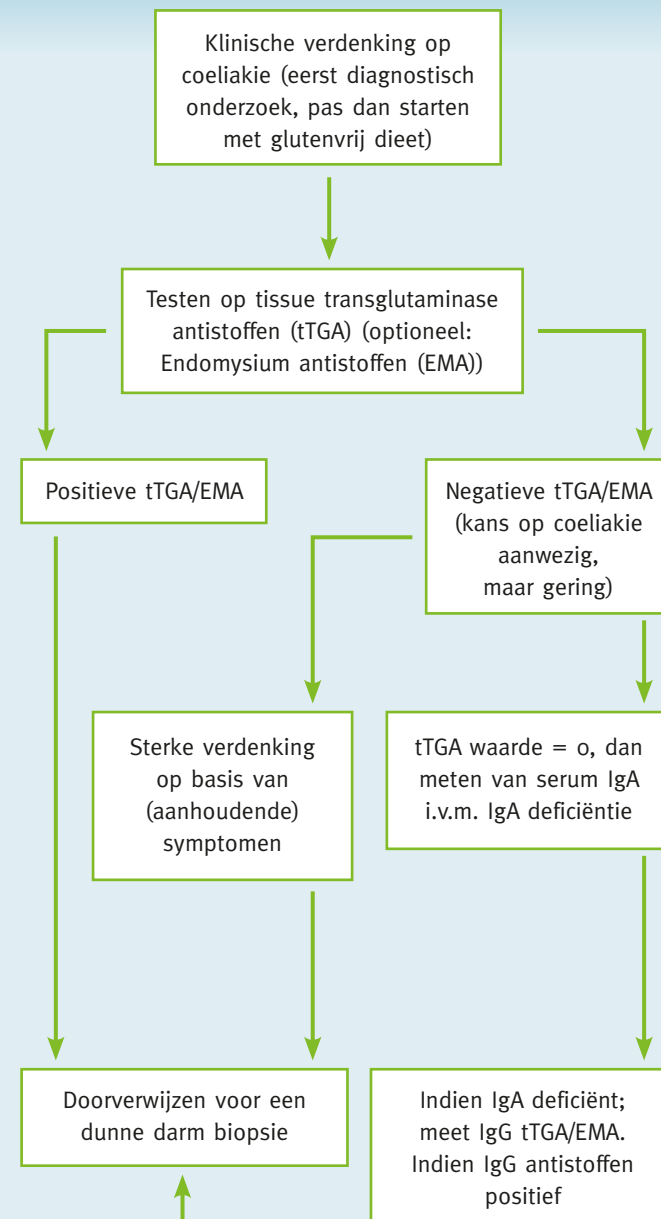 Klinische verdenking op
coeliakie (eerst diagnostisch
onderzoek, pas dan starten
met glutenvrij dieet)
Testen op tissue transglutaminase
antistoffen (tTGA) (optioneel:
Endomysium antistoffen (EMA))
Positieve tTGA/EMA
Negatieve tTGA/EMA
(kans op coeliakie
aanwezig,
maar gering)
Sterke verdenking
op basis van
(aanhoudende)
symptomen
tTGA waarde = 0, dan
meten van serum IgA
i.v.m. IgA deficiëntie
Doorverwijzen voor een
dunne darm biopsie
Indien IgA deficiënt;
meet IgG tTGA/EMA.
Indien IgG antistoffen
positief